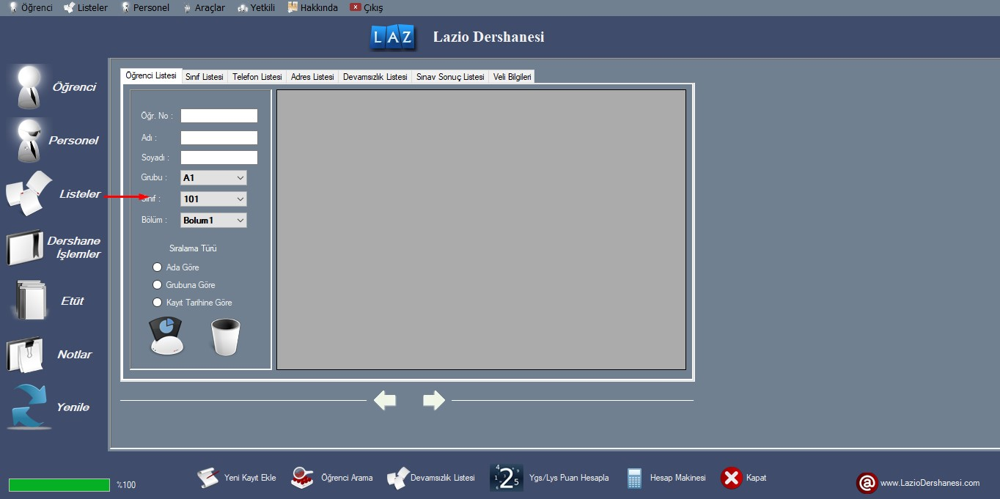 Öğrenci Listeler Personel Araçlar Yetkili Hakkında Çıkış
LAZ Lazio Dershanesi
Öğrenci
Personel
Listeler
Dershane
İşlemler
Etüt
Notlar
Yenile
Öğrenci Listesi Sınıf Listesi Telefon Listesi Adres Listesi Devamsızlık Listesi Sınav Sonuç Listesi Veli Bilgileri
Öğr. No :
Adı :
Soyadı :
Grubu : A1
Sınıf : 101
Bölüm : Bolum1
Sıralama Türü
Ada Göre
Grubuna Göre
Kayıt Tarihine Göre
%100
Yeni Kayıt Ekle
Öğrenci Arama
Devamsızlık Listesi
4 1 2 5
Ygs/Lys Puan Hesapla
Hesap Makinesi
Kapat
@ www.LazioDershanesi.com